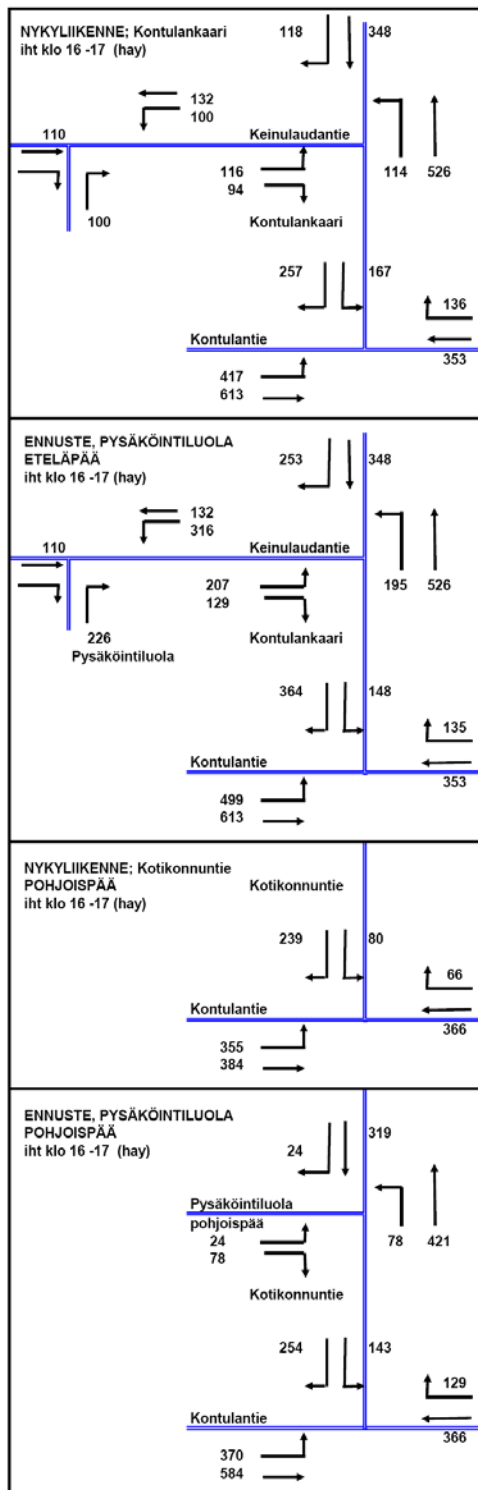 NYKYLIIKENNE; Kontulankaari
iht klo 16 -17 (hay)
118
348
132
100
110
Keinulaudantie
116
94
114
526
100
Kontulankaari
257
167
136
Kontulantie
353
417
613
ENNUSTE, PYSÄKÖINTILUOLA
ETELÄPÄÄ
iht klo 16 -17 (hay)
253
348
132
316
110
Keinulaudantie
207
129
195
526
226
Pysäköintiluola
Kontulankaari
364
148
135
Kontulantie
353
499
613
NYKYLIIKENNE; Kotikonnuntie
POHJOISPÄÄ
iht klo 16 -17 (hay)
Kotikonnuntie
239
80
66
Kontulantie
366
355
384
ENNUSTE, PYSÄKÖINTILUOLA
POHJOISPÄÄ
iht klo 16 -17 (hay)
24
319
Pysäköintiluola
pohjoispää
24
78
78
421
Kotikonnuntie
254
143
129
Kontulantie
366
370
584